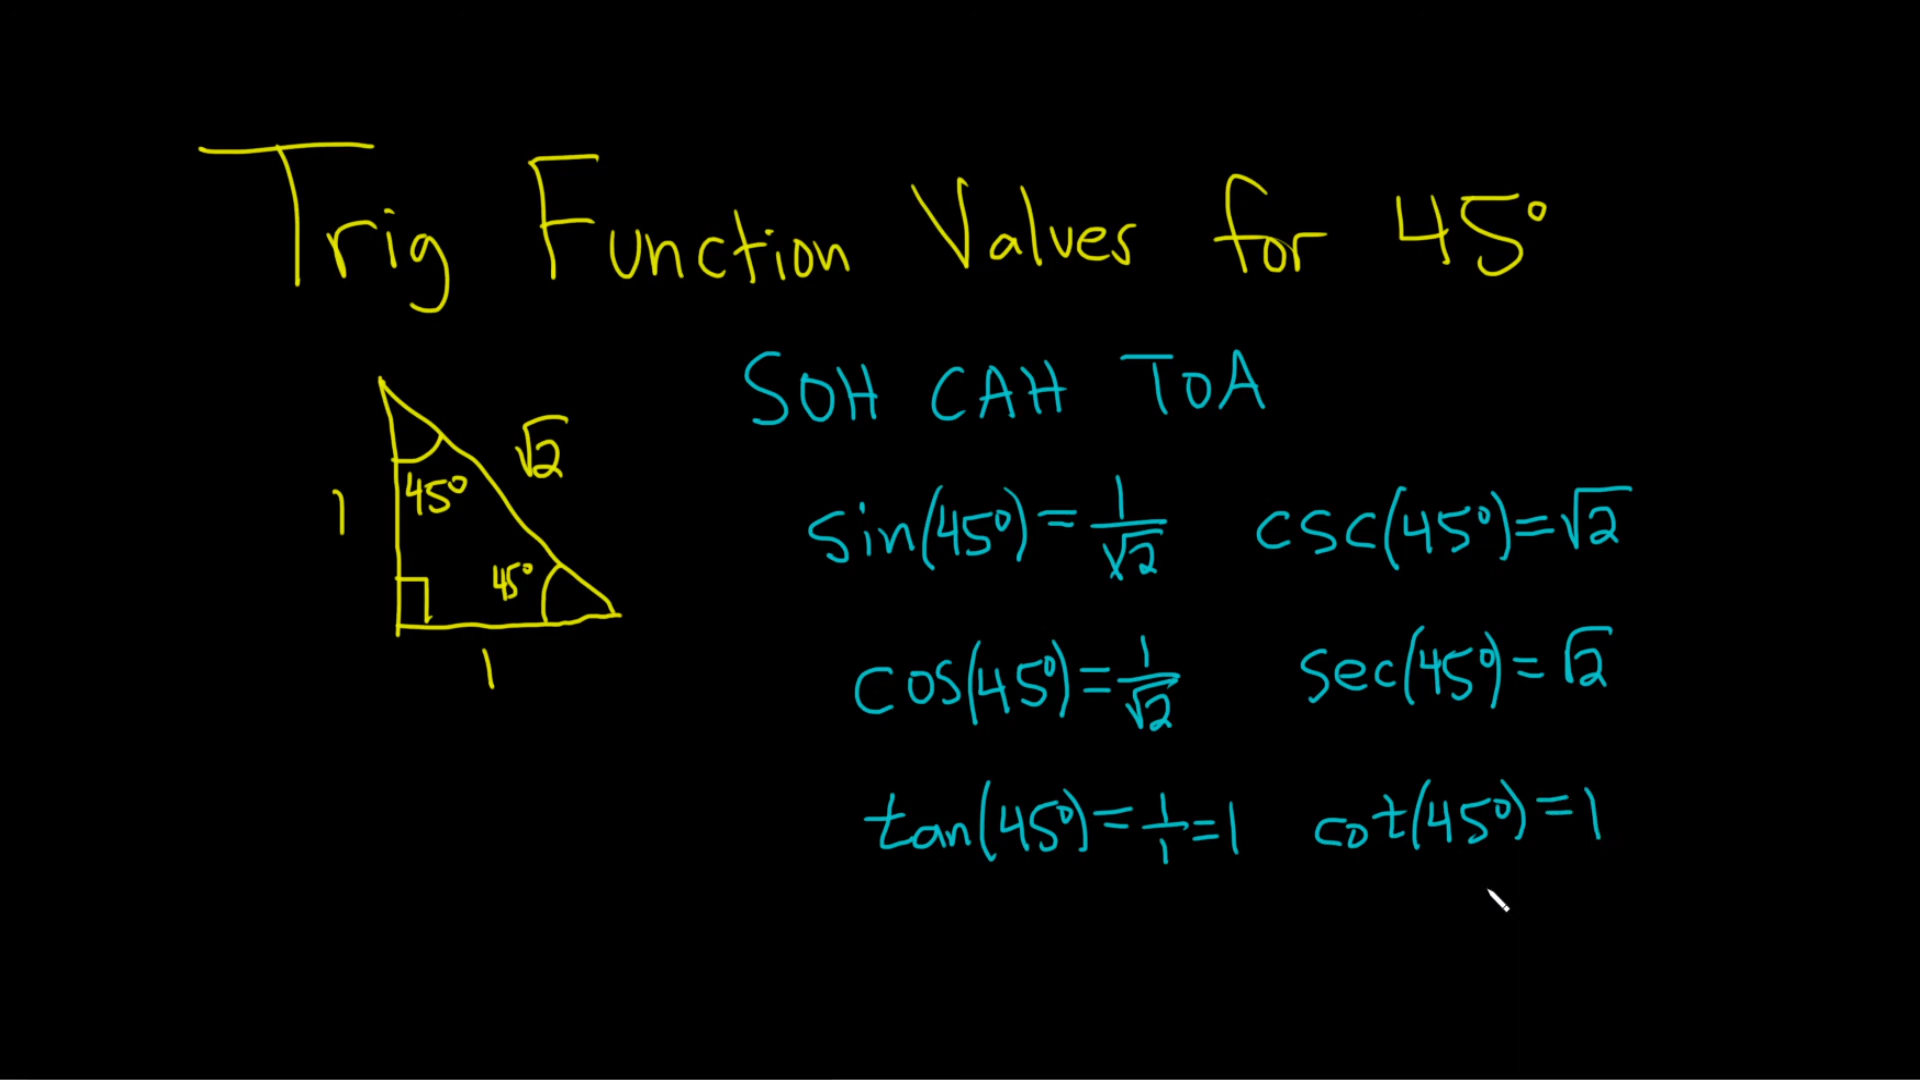 Trig Function Values for 45°
SOH CAH TOA
√2
1
45°
45°
1
sin(45°) = 1/√2
csc(45°) = √2
cos(45°) = 1/√2
sec(45°) = √2
tan(45°) = 1/1 = 1
cot(45°) = 1